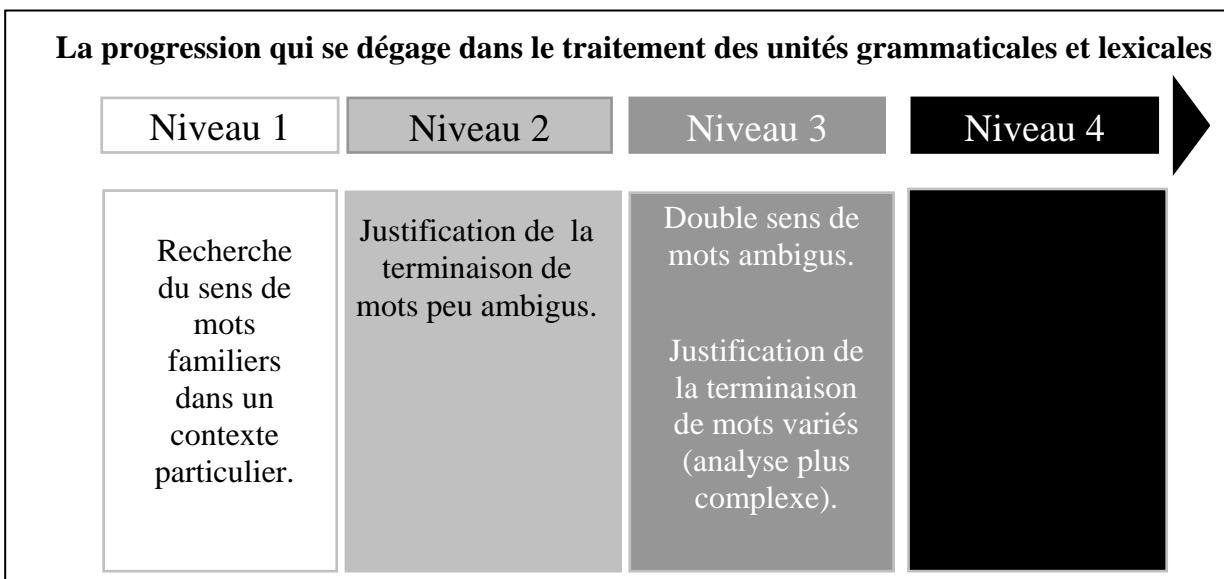 La progression qui se dégage dans le traitement des unités grammaticales et lexicales
Niveau 1
Niveau 2
Niveau 3
Niveau 4
Recherche
du sens de
mots
familiers
dans un
contexte
particulier.
Justification de la
terminaison de
mots peu ambigus.
Double sens de
mots ambigus.
Justification de
la terminaison
de mots variés
(analyse plus
complexe).